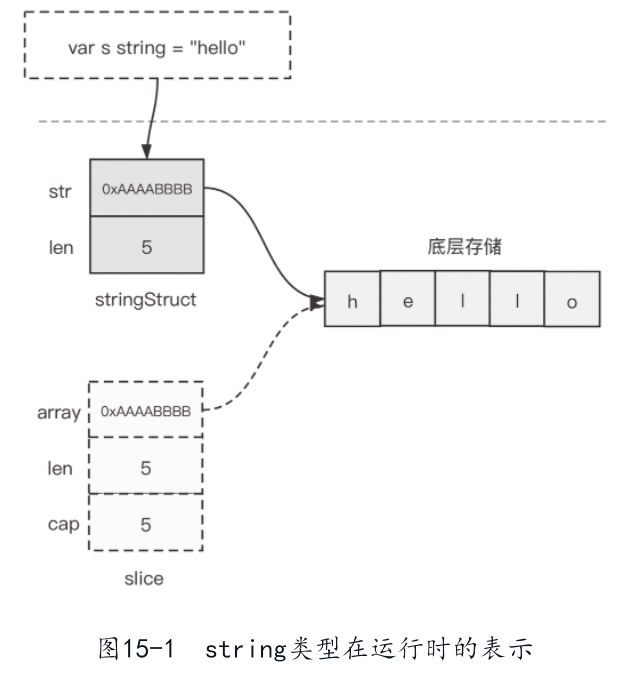 var s string = "hello"
str 0xAAAABBBB
len 5
stringStruct
底层存储
h e l l o
array 0xAAAABBBB
len 5
cap 5
slice
图15-1 string类型在运行时的表示